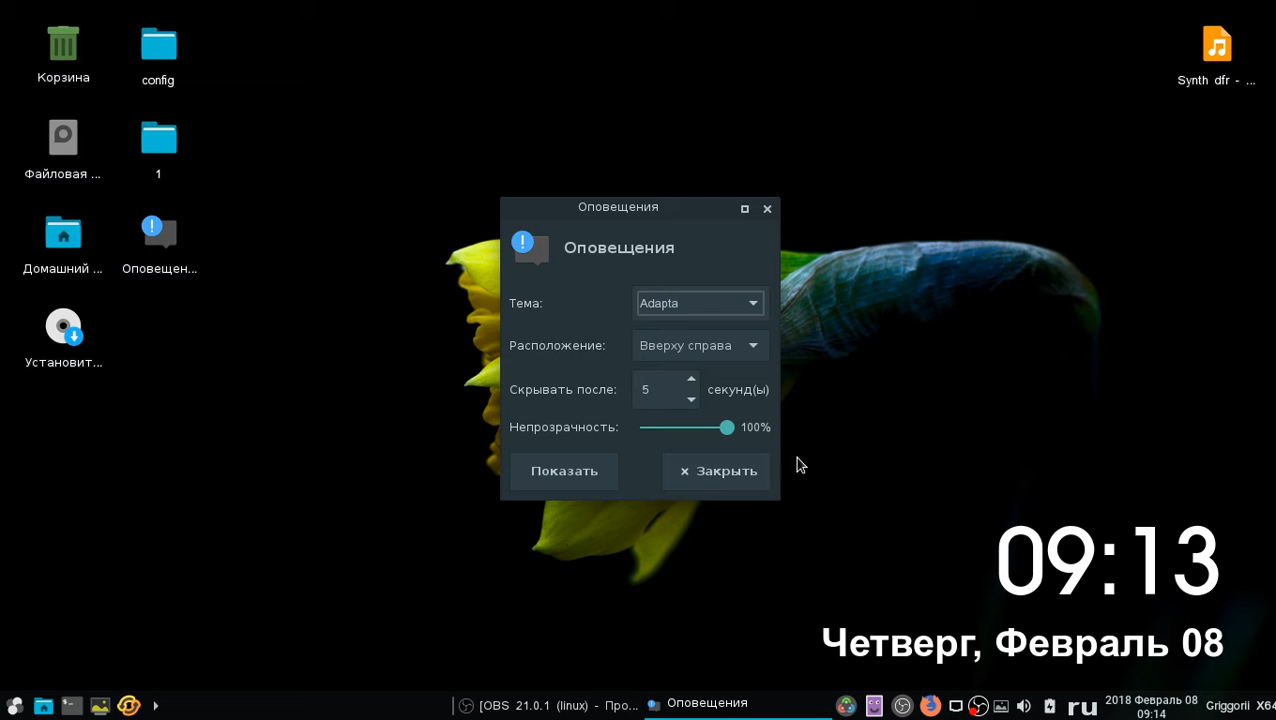 Корзина
config
Synth dfr - ...
Файловая ...
1
Домашний ...
Оповещен...
Установит...
Оповещения
Оповещения
Тема:
Adapta
Расположение:
Вверху справа
Скрывать после:
5
секунд(ы)
Непрозрачность:
100%
Показать
Закрыть
09:13
Четверг, Февраль 08
[OBS 21.0.1 (linux) - Про...
Оповещения
ru
2018 Февраль 08
09:14
Griggorii X64